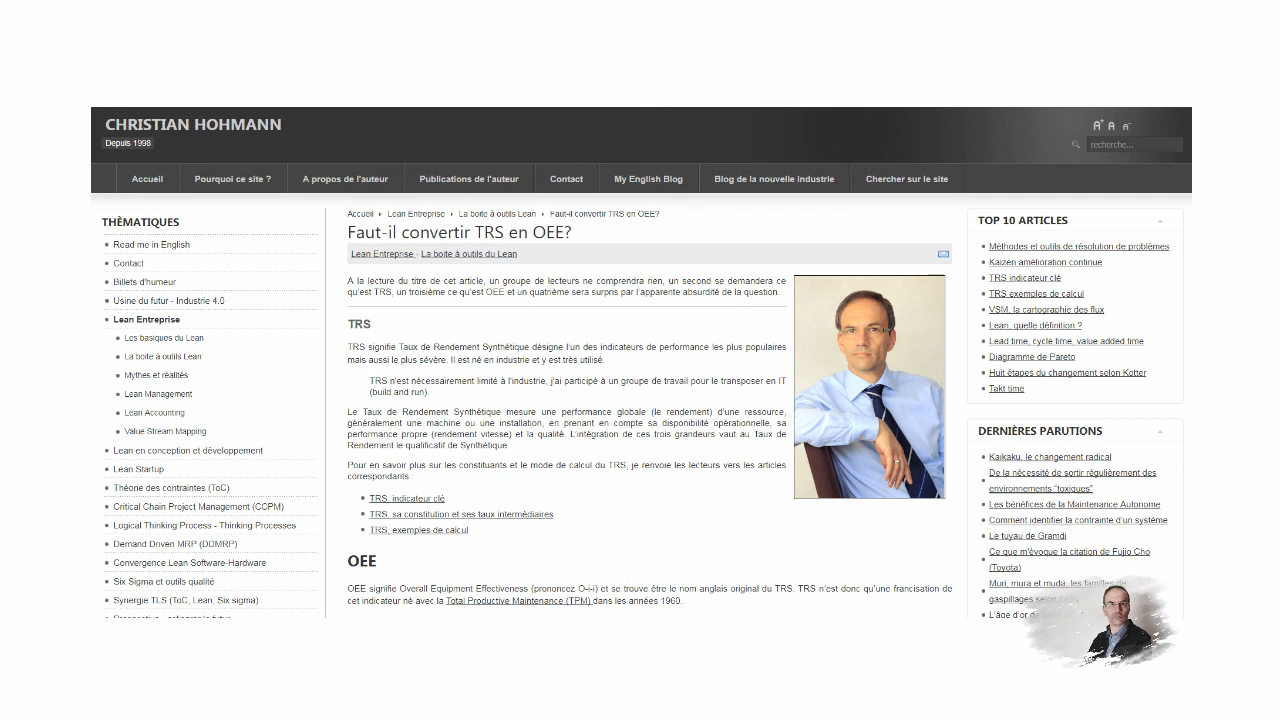 CHRISTIAN HOHMANN
Depuis 1998
A+ A A-
recherche...
Accueil
Pourquoi ce site ?
A propos de l'auteur
Publications de l'auteur
Contact
My English Blog
Blog de la nouvelle industrie
Chercher sur le site
THÈMATIQUES
Read me in English
Contact
Billets d'humeur
Usine du futur - Industrie 4.0
Lean Entreprise
Les basiques du Lean
La boite à outils Lean
Mythes et réalités
Lean Management
Lean Accounting
Value Stream Mapping
Lean en conception et développement
Lean Startup
Théorie des contraintes (ToC)
Critical Chain Project Management (CCPM)
Logical Thinking Process - Thinking Processes
Demand Driven MRP (DDMRP)
Convergence Lean Software-Hardware
Six Sigma et outils qualité
Synergie TLS (ToC, Lean, Six sigma)
Accueil Lean Entreprise La boite à outils Lean Faut-il convertir TRS en OEE?
Faut-il convertir TRS en OEE?
Lean Entreprise - La boite à outils du Lean
A la lecture du titre de cet article, un groupe de lecteurs ne comprendra rien, un second se demandera ce
qu'est TRS, un troisième ce qu'est OEE et un quatrième sera surpris par l'apparente absurdité de la question.
TRS
TRS signifie Taux de Rendement Synthétique désigne l'un des indicateurs de performance les plus populaires
mais aussi le plus sévère. Il est né en industrie et y est très utilisé.
TRS n'est nécessairement limité à l'industrie, j'ai participé à un groupe de travail pour le transposer en IT
(build and run).
Le Taux de Rendement Synthétique mesure une performance globale (le rendement) d'une ressource,
généralement une machine ou une installation, en prenant en compte sa disponibilité opérationnelle, sa
performance propre (rendement vitesse) et la qualité. L'intégration de ces trois grandeurs vaut au Taux de
Rendement le qualificatif de Synthétique.
Pour en savoir plus sur les constituants et le mode de calcul du TRS, je renvoie les lecteurs vers les articles
correspondants
TRS, indicateur clé
TRS, sa constitution et ses taux intermédiaires
TRS, exemples de calcul
OEE
OEE signifie Overall Equipment Effectiveness (prononcez O-i-i) et se trouve être le nom anglais original du TRS. TRS n'est donc qu'une francisation de
cet indicateur né avec la Total Productive Maintenance (TPM) dans les années 1960.
TOP 10 ARTICLES
Méthodes et outils de résolution de problèmes
Kaizen amélioration continue
TRS indicateur clé
TRS exemples de calcul
VSM, la cartographie des flux
Lean, quelle définition ?
Lead time, cycle time, value added time
Diagramme de Pareto
Huit étapes du changement selon Kotter
Takt time
DERNIÈRES PARUTIONS
Kaikaku, le changement radical
De la nécessité de sortir régulièrement des
environnements "toxiques"
Les bénéfices de la Maintenance Autonome
Comment identifier la contrainte d'un système
Le tuyau de Gramdi
Ce que m'évoque la citation de Fujio Cho
(Toyota)
Muri, mura et muda, les familles de
gaspillages selon
L'âge d'or de